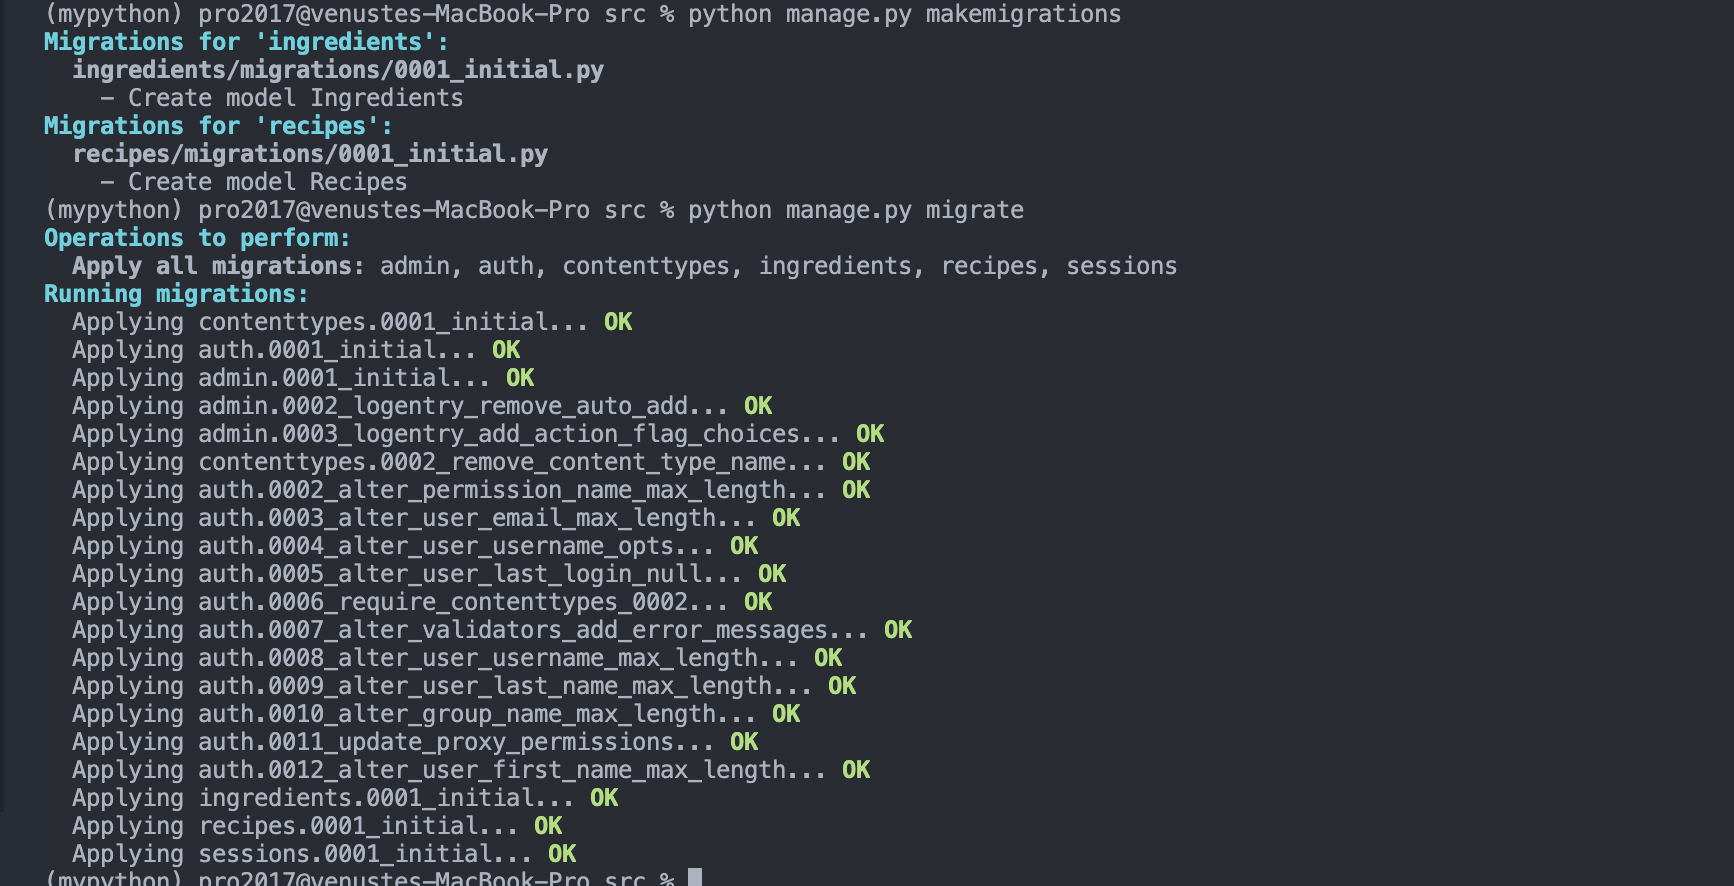 (mypython) pro2017@venustes-MacBook-Pro src % python manage.py makemigrations
Migrations for 'ingredients':
  ingredients/migrations/0001_initial.py
    - Create model Ingredients
Migrations for 'recipes':
  recipes/migrations/0001_initial.py
    - Create model Recipes
(mypython) pro2017@venustes-MacBook-Pro src % python manage.py migrate
Operations to perform:
  Apply all migrations: admin, auth, contenttypes, ingredients, recipes, sessions
Running migrations:
  Applying contenttypes.0001_initial... OK
  Applying auth.0001_initial... OK
  Applying admin.0001_initial... OK
  Applying admin.0002_logentry_remove_auto_add... OK
  Applying admin.0003_logentry_add_action_flag_choices... OK
  Applying contenttypes.0002_remove_content_type_name... OK
  Applying auth.0002_alter_permission_name_max_length... OK
  Applying auth.0003_alter_user_email_max_length... OK
  Applying auth.0004_alter_user_username_opts... OK
  Applying auth.0005_alter_user_last_login_null... OK
  Applying auth.0006_require_contenttypes_0002... OK
  Applying auth.0007_alter_validators_add_error_messages... OK
  Applying auth.0008_alter_user_username_max_length... OK
  Applying auth.0009_alter_user_last_name_max_length... OK
  Applying auth.0010_alter_group_name_max_length... OK
  Applying auth.0011_update_proxy_permissions... OK
  Applying auth.0012_alter_user_first_name_max_length... OK
  Applying ingredients.0001_initial... OK
  Applying recipes.0001_initial... OK
  Applying sessions.0001_initial... OK
(mypython) pro2017@venustes-MacBook-Pro src %